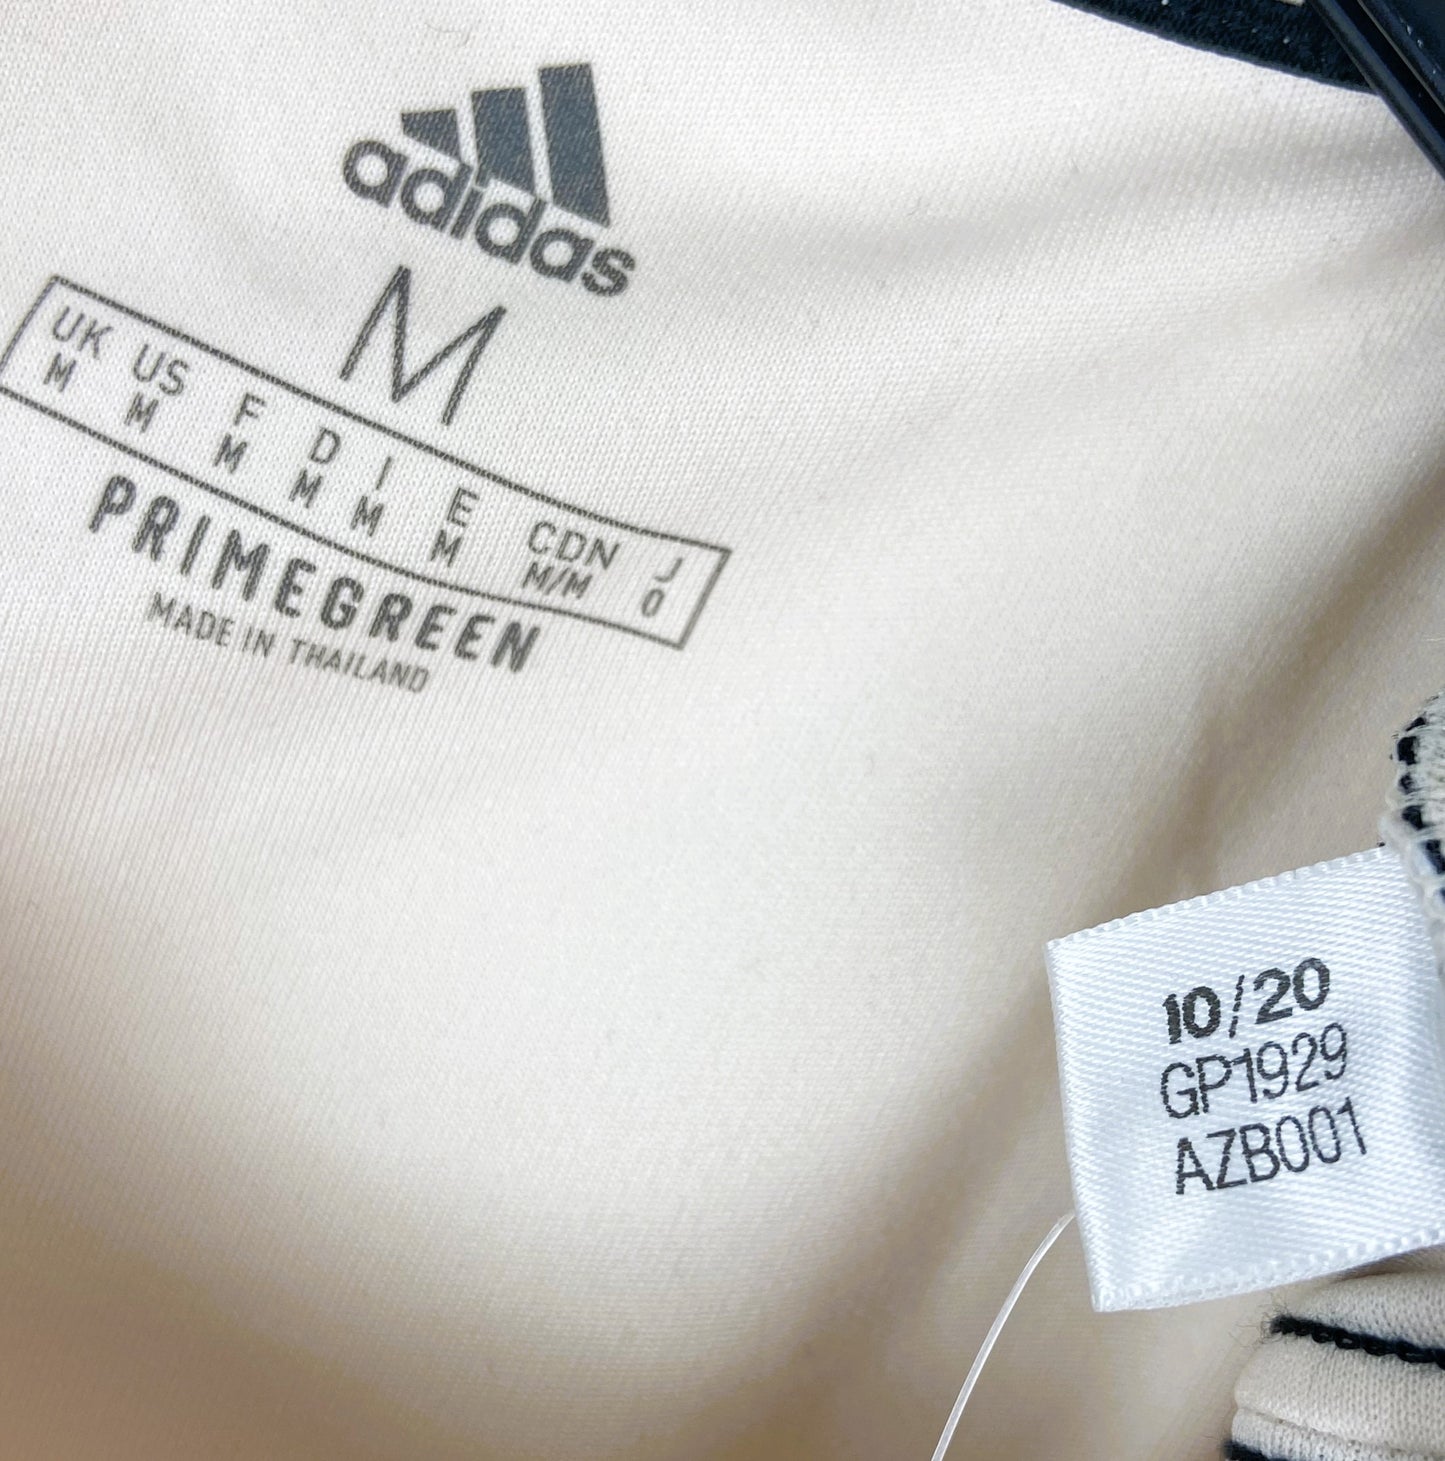 adidas
M
UK US F D I E CDN J
M M M M M M M/M O
PRIMEGREEN
MADE IN THAILAND
10/20
GP1929
AZB001